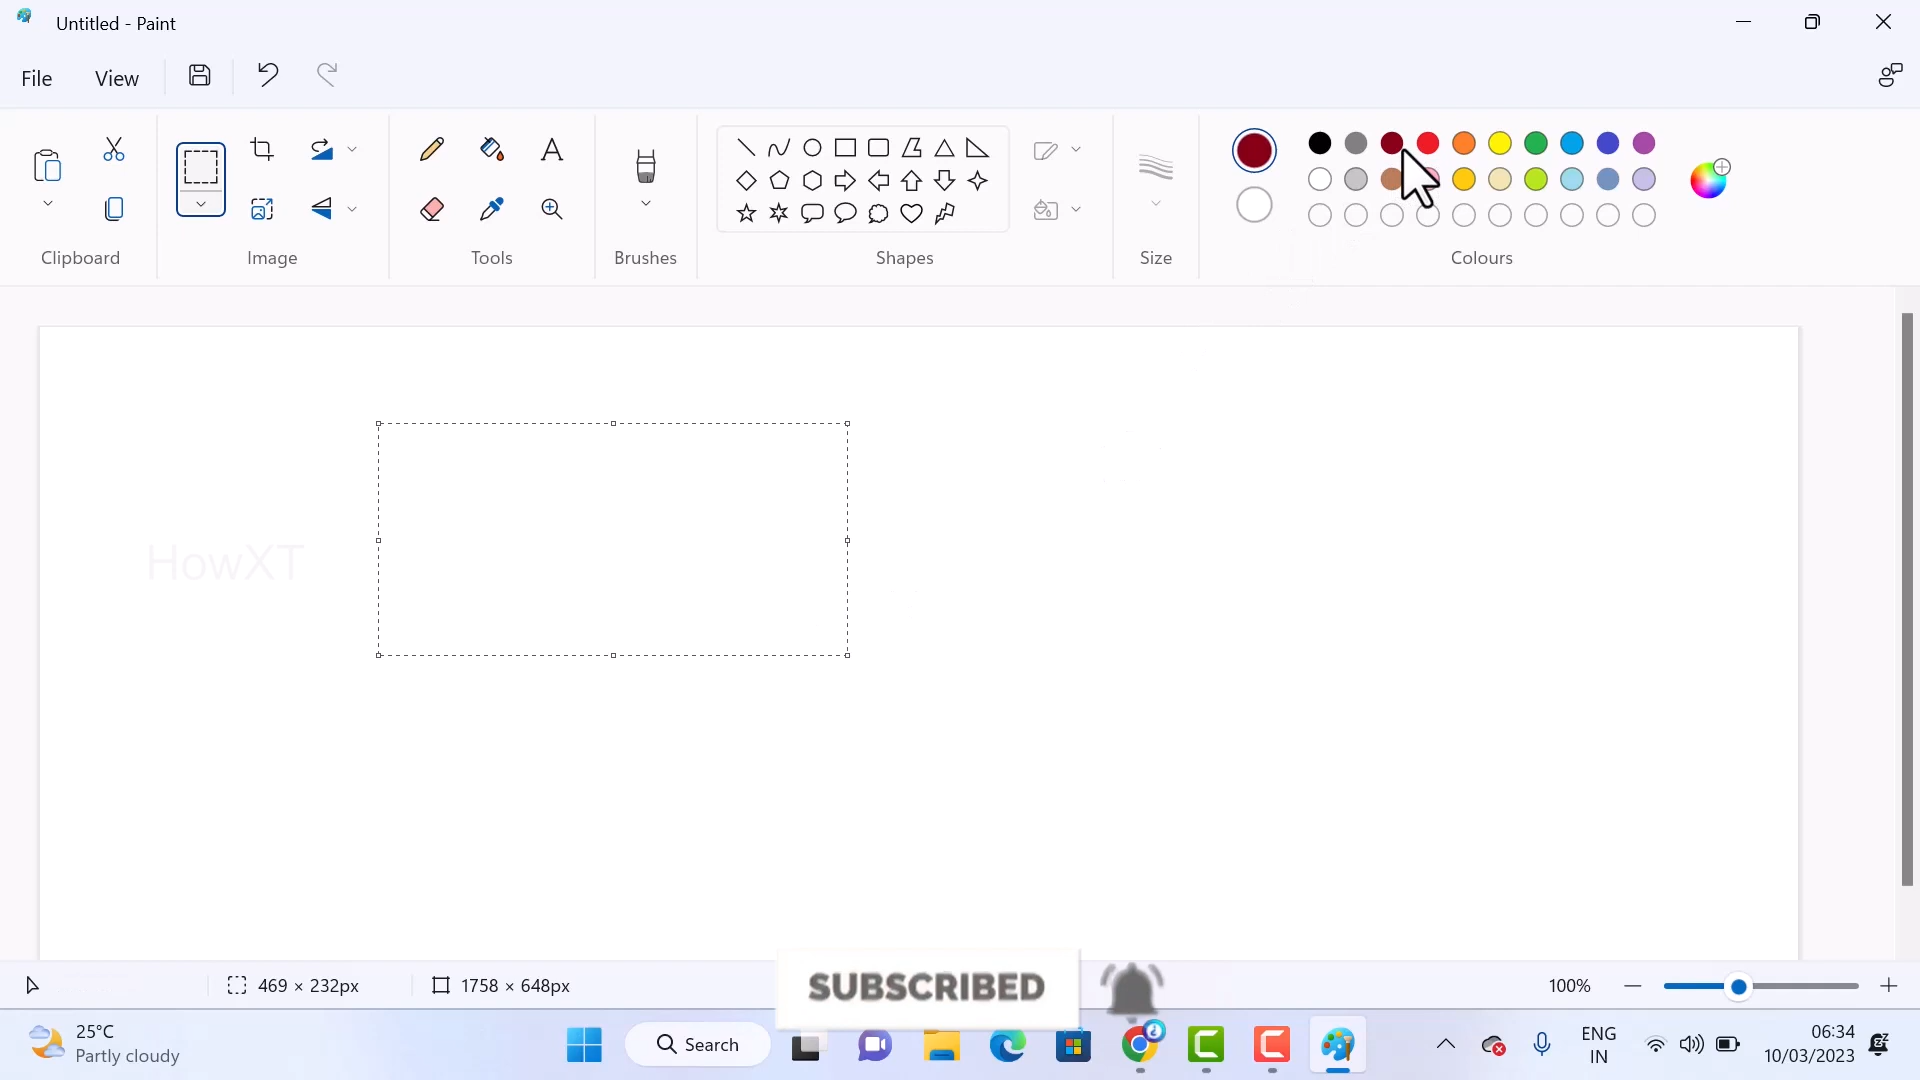 Untitled - Paint
File View
Clipboard Image Tools Brushes Shapes Size Colours
HowXT
469 × 232px 1758 × 648px 100%
SUBSCRIBED
25°C
Partly cloudy
Search
ENG
IN
06:34
10/03/2023